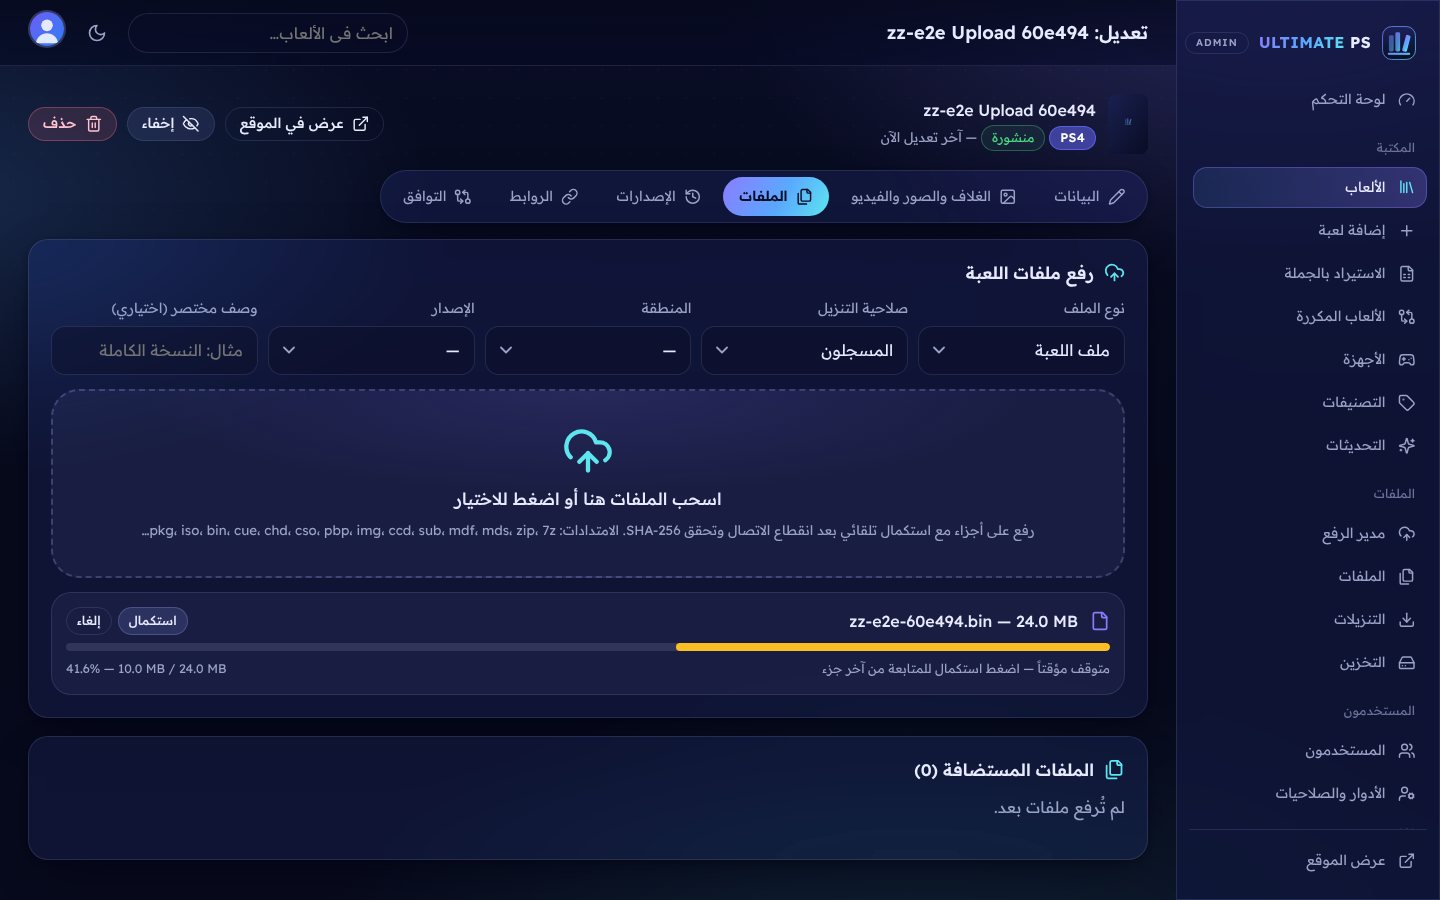 ULTIMATE PS
ADMIN
لوحة التحكم
المكتبة
الألعاب
إضافة لعبة
الاستيراد بالجملة
الألعاب المكررة
الأجهزة
التصنيفات
التحديثات
الملفات
مدير الرفع
الملفات
التنزيلات
التخزين
المستخدمون
المستخدمون
الأدوار والصلاحيات
عرض الموقع
تعديل: zz-e2e Upload 60e494
ابحث في الألعاب...
zz-e2e Upload 60e494
PS4 منشورة — آخر تعديل الآن
عرض في الموقع
إخفاء
حذف
البيانات
الغلاف والصور والفيديو
الملفات
الإصدارات
الروابط
التوافق
رفع ملفات اللعبة
نوع الملف
صلاحية التنزيل
المنطقة
الإصدار
وصف مختصر (اختياري)
ملف اللعبة
المسجلون
—
—
مثال: النسخة الكاملة
اسحب الملفات هنا أو اضغط للاختيار
رفع على أجزاء مع استكمال تلقائي بعد انقطاع الاتصال وتحقق SHA-256. الامتدادات: pkg، iso، bin، cue، chd، cso، pbp، img، ccd، sub، mdf، mds، zip، 7z...
zz-e2e-60e494.bin — 24.0 MB
استكمال
إلغاء
متوقف مؤقتاً — اضغط استكمال للمتابعة من آخر جزء
41.6% — 10.0 MB / 24.0 MB
الملفات المستضافة (0)
لم تُرفع ملفات بعد.